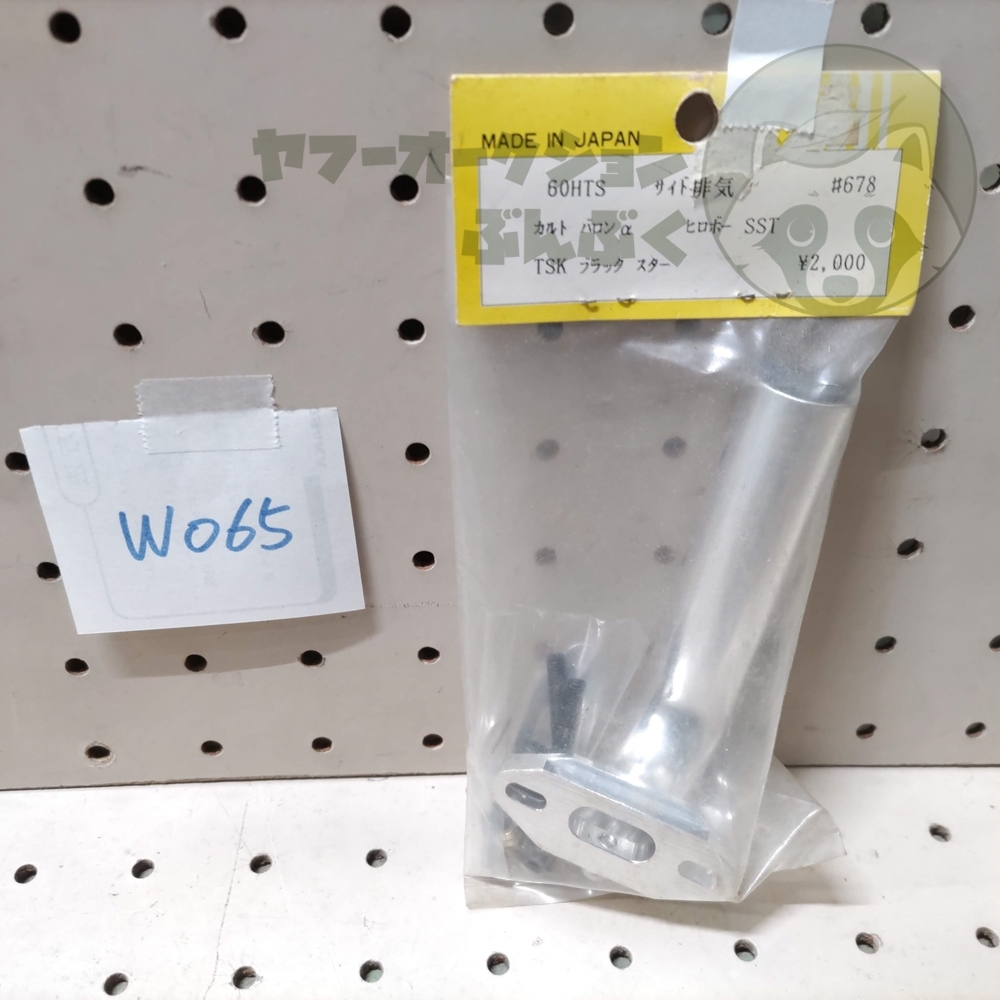 ヤフーオークション
ぶんぶく
MADE IN JAPAN
60HTS サイド排気 #678
カルト バロンα ヒロボー SST
TSK ブラック スター ¥2,000
W065